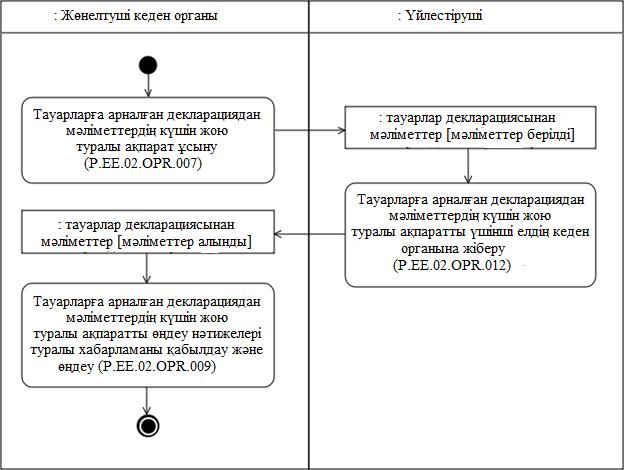 : Жөнелтуші кеден органы
: Үйлестіруші
Тауарларға арналған декларациядан
мәліметтердің күшін жою
туралы ақпарат ұсыну
(P.EE.02.OPR.007)
: тауарлар декларациясынан
мәліметтер [мәліметтер берілді]
Тауарларға арналған декларациядан
мәліметтердің күшін жою
туралы ақпаратты үшінші елдің кеден
органына жіберу
(P.EE.02.OPR.012)
: тауарлар декларациясынан
мәліметтер [мәліметтер алынды]
Тауарларға арналған декларациядан
мәліметтердің күшін жою
туралы ақпаратты өңдеу нәтижелері
туралы хабарламаны қабылдау және
өңдеу (P.EE.02.OPR.009)